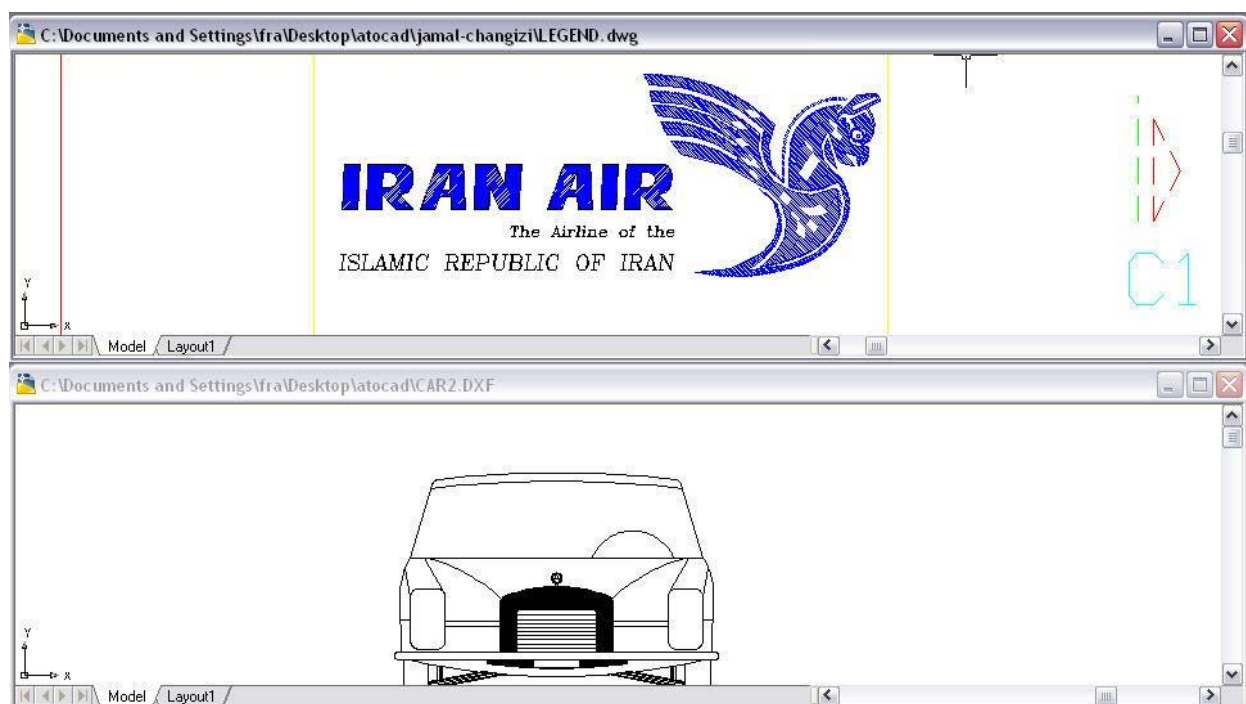 C:\Documents and Settings\fra\Desktop\atocad\jamal-changizi\LEGEND.dwg
IRAN AIR
The Airline of the
ISLAMIC REPUBLIC OF IRAN
C1
Y
X
Model Layout1
C:\Documents and Settings\fra\Desktop\atocad\CAR2.DXF
Y
X
Model Layout1